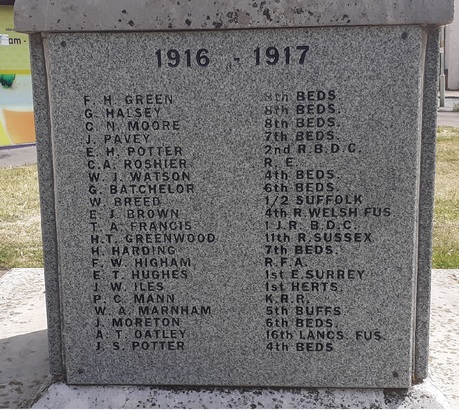 1916 - 1917
F. H. GREEN 8th BEDS.
G. HALSEY 8th BEDS.
C. N. MOORE 8th BEDS.
J. PAVEY 7th BEDS.
E. H. POTTER 2nd R.B.D.C.
C.A. ROSHIER R. E.
W. J. WATSON 4th BEDS.
G. BATCHELOR 6th BEDS.
W. BREED 1/2 SUFFOLK
E. J. BROWN 4th R.WELSH FUS
T. A. FRANCIS 1 J.R. B.D.C.
H.T. GREENWOOD 11th R.SUSSEX
H. HARDING 7th BEDS.
F. W. HIGHAM R.F.A.
E. T. HUGHES 1st E.SURREY
J. W. ILES 1st HERTS.
P. C. MANN K.R.R.
W. A. MARNHAM 5th BUFFS
J. MORETON 6th BEDS.
A. T. OATLEY 16th LANCS. FUS.
J. S. POTTER 4th BEDS